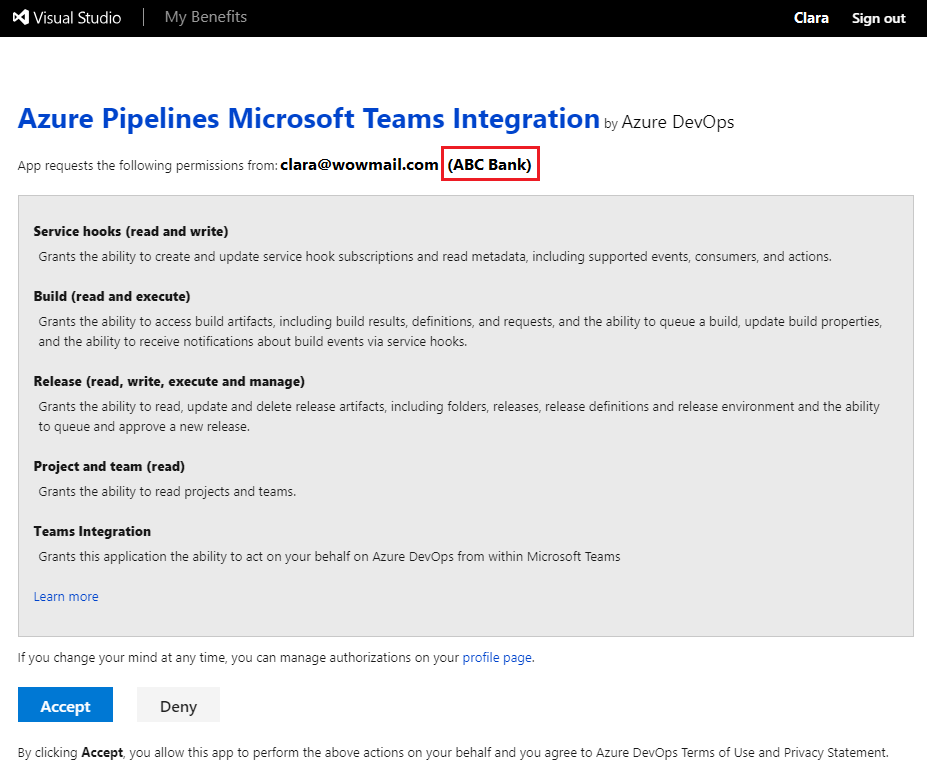 Visual Studio | My Benefits Clara Sign out
Azure Pipelines Microsoft Teams Integration by Azure DevOps
App requests the following permissions from: clara@wowmail.com (ABC Bank)
Service hooks (read and write)
Grants the ability to create and update service hook subscriptions and read metadata, including supported events, consumers, and actions.
Build (read and execute)
Grants the ability to access build artifacts, including build results, definitions, and requests, and the ability to queue a build, update build properties,
and the ability to receive notifications about build events via service hooks.
Release (read, write, execute and manage)
Grants the ability to read, update and delete release artifacts, including folders, releases, release definitions and release environment and the ability
to queue and approve a new release.
Project and team (read)
Grants the ability to read projects and teams.
Teams Integration
Grants this application the ability to act on your behalf on Azure DevOps from within Microsoft Teams
Learn more
If you change your mind at any time, you can manage authorizations on your profile page.
Accept Deny
By clicking Accept, you allow this app to perform the above actions on your behalf and you agree to Azure DevOps Terms of Use and Privacy Statement.